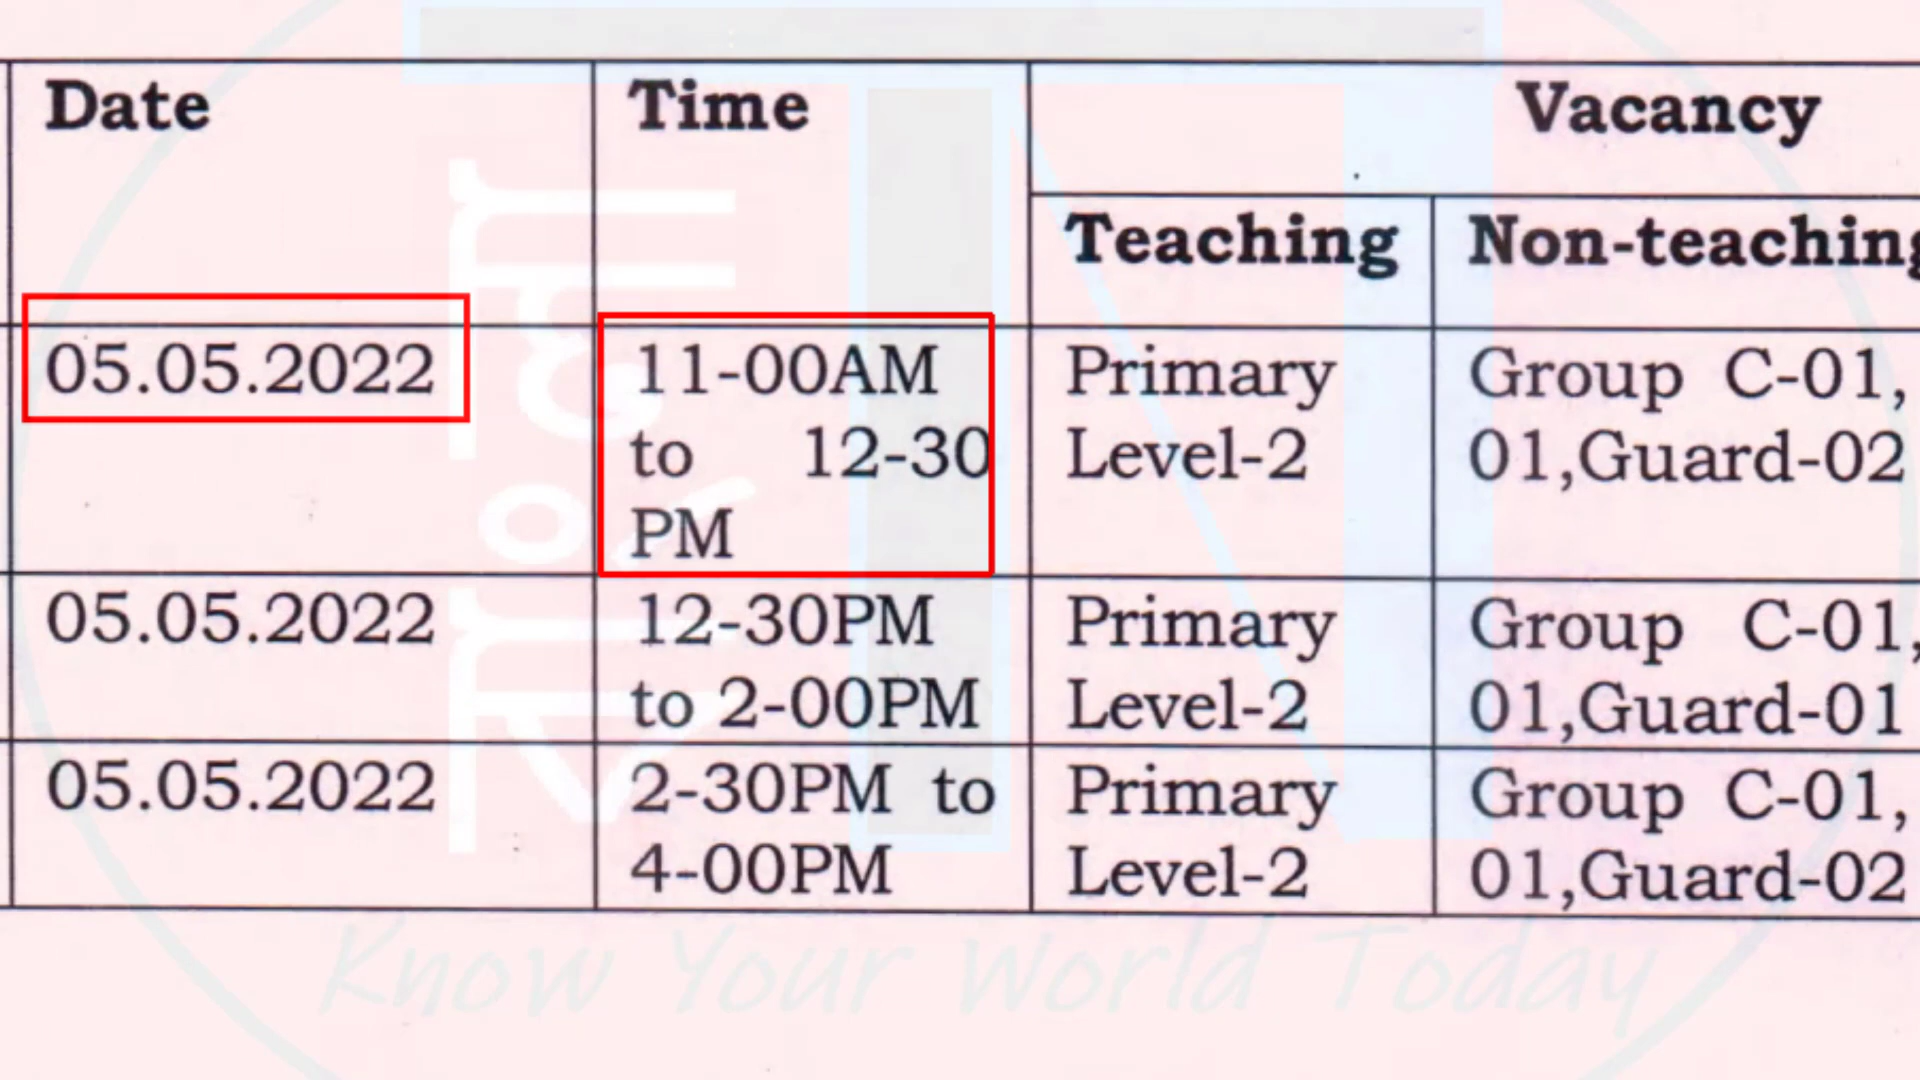 Date Time Vacancy
Teaching Non-teaching
05.05.2022 11-00AM Primary Group C-01,
to 12-30 Level-2 01,Guard-02
PM
05.05.2022 12-30PM Primary Group C-01,
to 2-00PM Level-2 01,Guard-01
05.05.2022 2-30PM to Primary Group C-01,
4-00PM Level-2 01,Guard-02
Know Your World Today